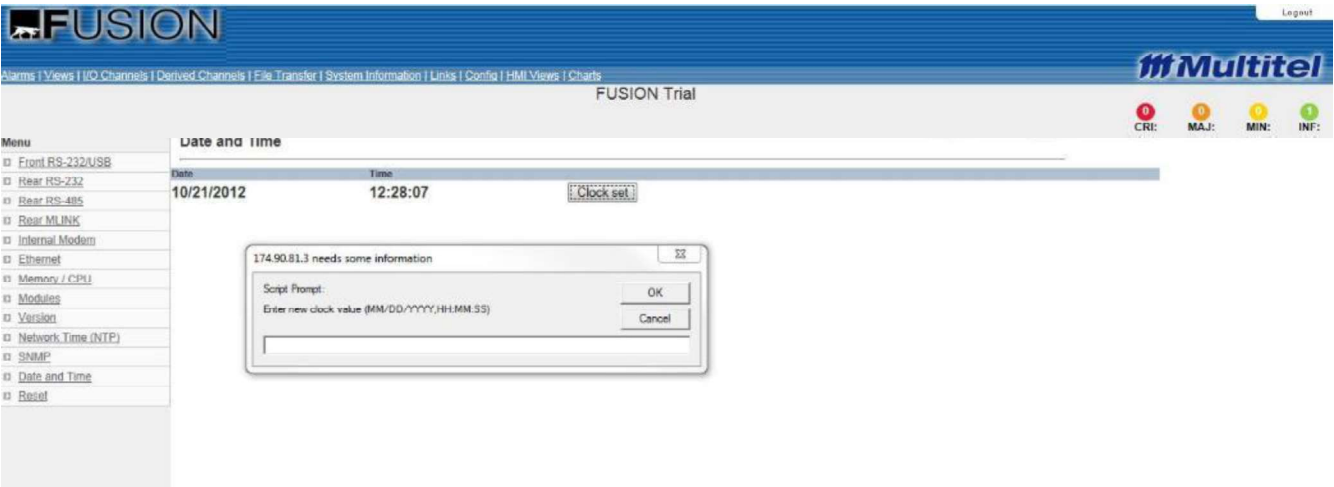 FUSION
Logout
Multitel
Alarms | Views | I/O Channels | Derived Channels | File Transfer | System Information | Links | Config | HMI Views | Charts
FUSION Trial
0 0 0 1
CRI: MAJ: MIN: INF:
Menu
Front RS-232/USB
Rear RS-232
Rear RS-485
Rear MLINK
Internal Modem
Ethernet
Memory / CPU
Modules
Version
Network Time (NTP)
SNMP
Date and Time
Reset
Date and Time
Date Time
10/21/2012 12:28:07 Clock set
174.90.81.3 needs some information
Script Prompt:
Enter new clock value (MM/DD/YYYY,HH:MM:SS)
OK
Cancel